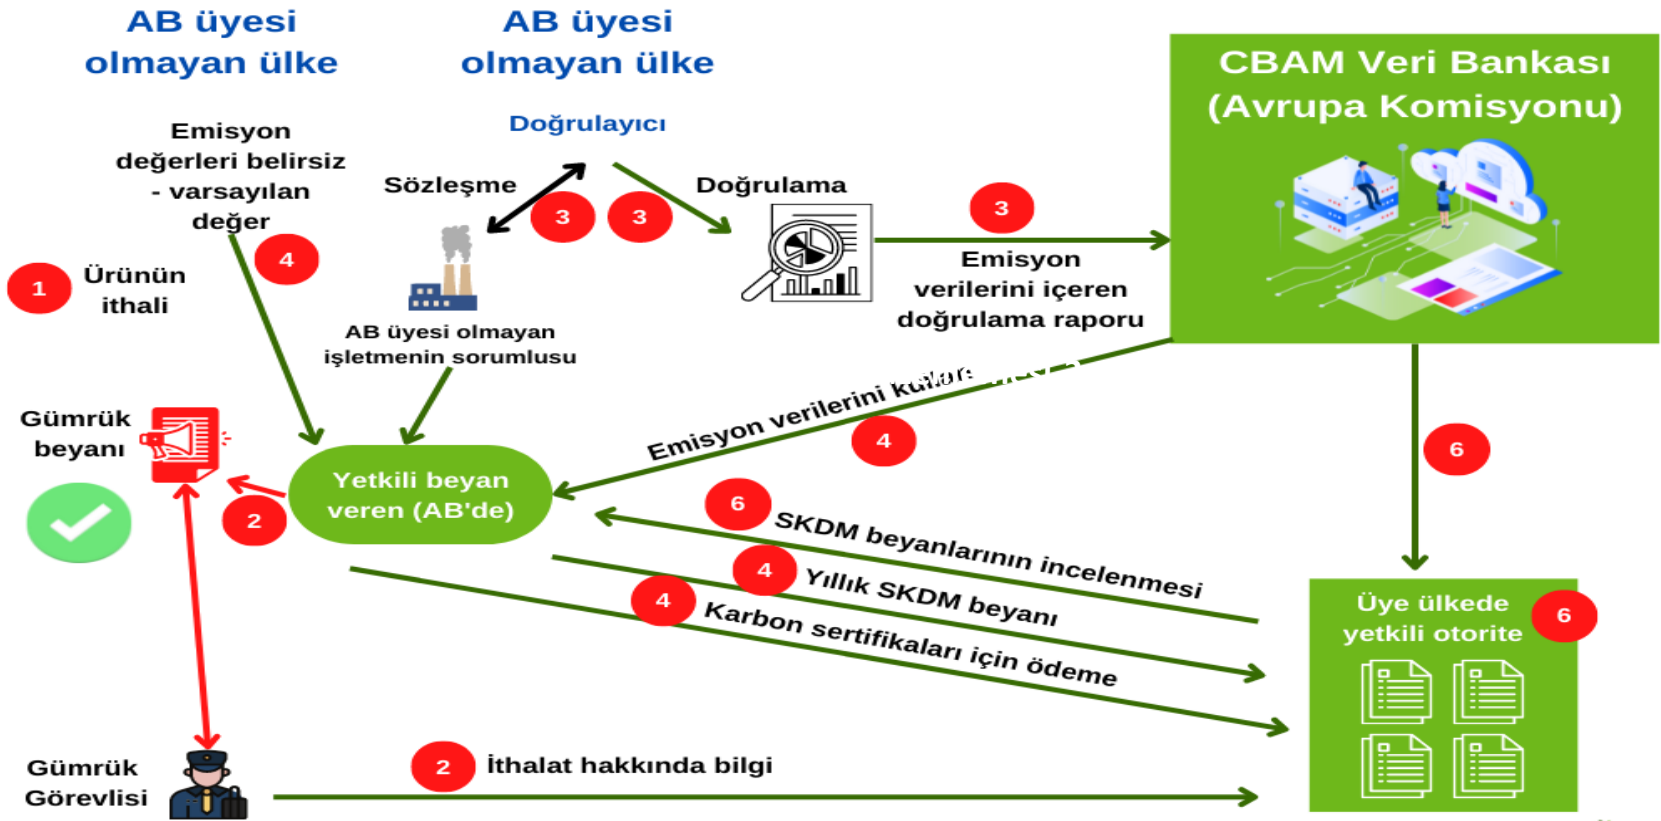 AB üyesi
olmayan ülke
AB üyesi
olmayan ülke
CBAM Veri Bankası
(Avrupa Komisyonu)
Doğrulayıcı
Emisyon
değerleri belirsiz
- varsayılan
değer
4
Sözleşme
3
3
Doğrulama
3
Emisyon
verilerini içeren
doğrulama raporu
1
Ürünün
ithali
AB üyesi olmayan
işletmenin sorumlusu
Emisyon verilerini
4
6
Gümrük
beyanı
2
Yetkili beyan
veren (AB'de)
6
SKDM beyanlarının incelenmesi
4
Yıllık SKDM beyanı
4
Karbon sertifikaları için ödeme
Üye ülkede
yetkili otorite
6
Gümrük
Görevlisi
2
İthalat hakkında bilgi